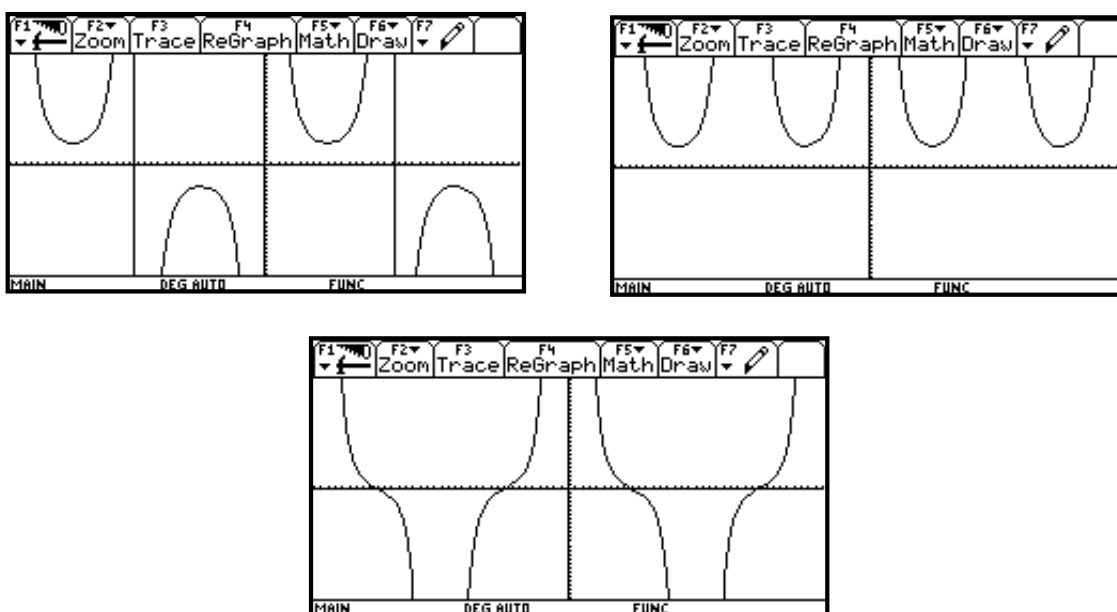 F1▾ F2▾ Zoom F3 Trace F4 ReGraph F5▾ Math F6▾ Draw F7▾
MAIN DEG AUTO FUNC
F1▾ F2▾ Zoom F3 Trace F4 ReGraph F5▾ Math F6▾ Draw F7▾
MAIN DEG AUTO FUNC
F1▾ F2▾ Zoom F3 Trace F4 ReGraph F5▾ Math F6▾ Draw F7▾
MAIN DEG AUTO FUNC